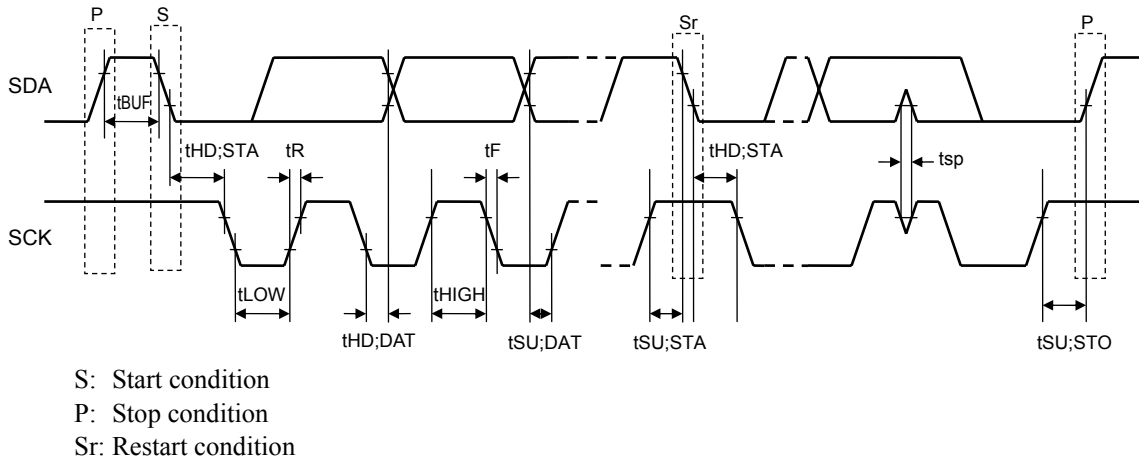 P S Sr P
SDA
tBUF
tHD;STA tR tF tHD;STA tsp
SCK
tLOW tHIGH
tHD;DAT tSU;DAT tSU;STA tSU;STO
S: Start condition
P: Stop condition
Sr: Restart condition